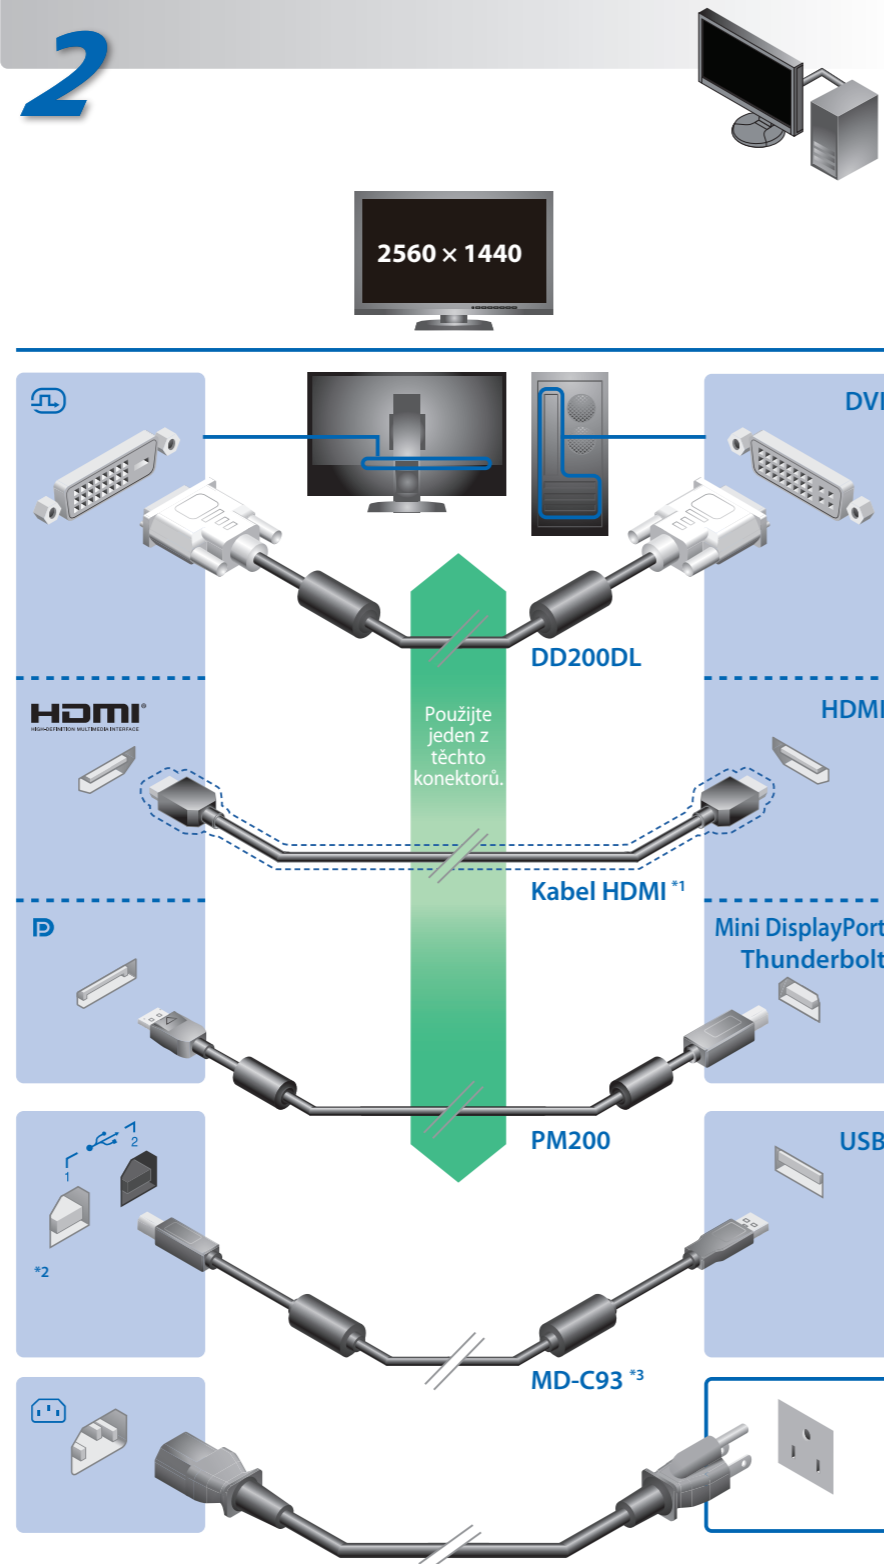 2
2560 × 1440
DVI
DD200DL
HDMI®
HIGH-DEFINITION MULTIMEDIA INTERFACE
HDMI
Použijte
jeden z
těchto
konektorů.
Kabel HDMI *1
Mini DisplayPort
Thunderbolt
PM200
1
2
USB
*2
MD-C93 *3